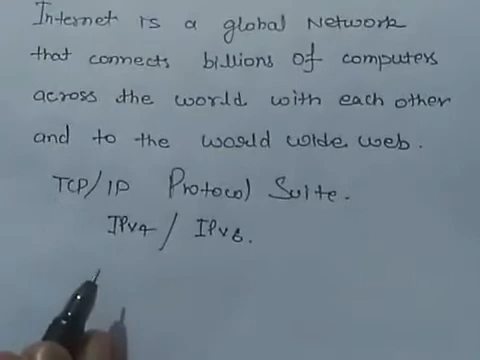 Internet is a global Network
that connects billions of computers
across the world with each other
and to the world wide web.
TCP/IP Protocol Suite.
IPv4 / IPv6.